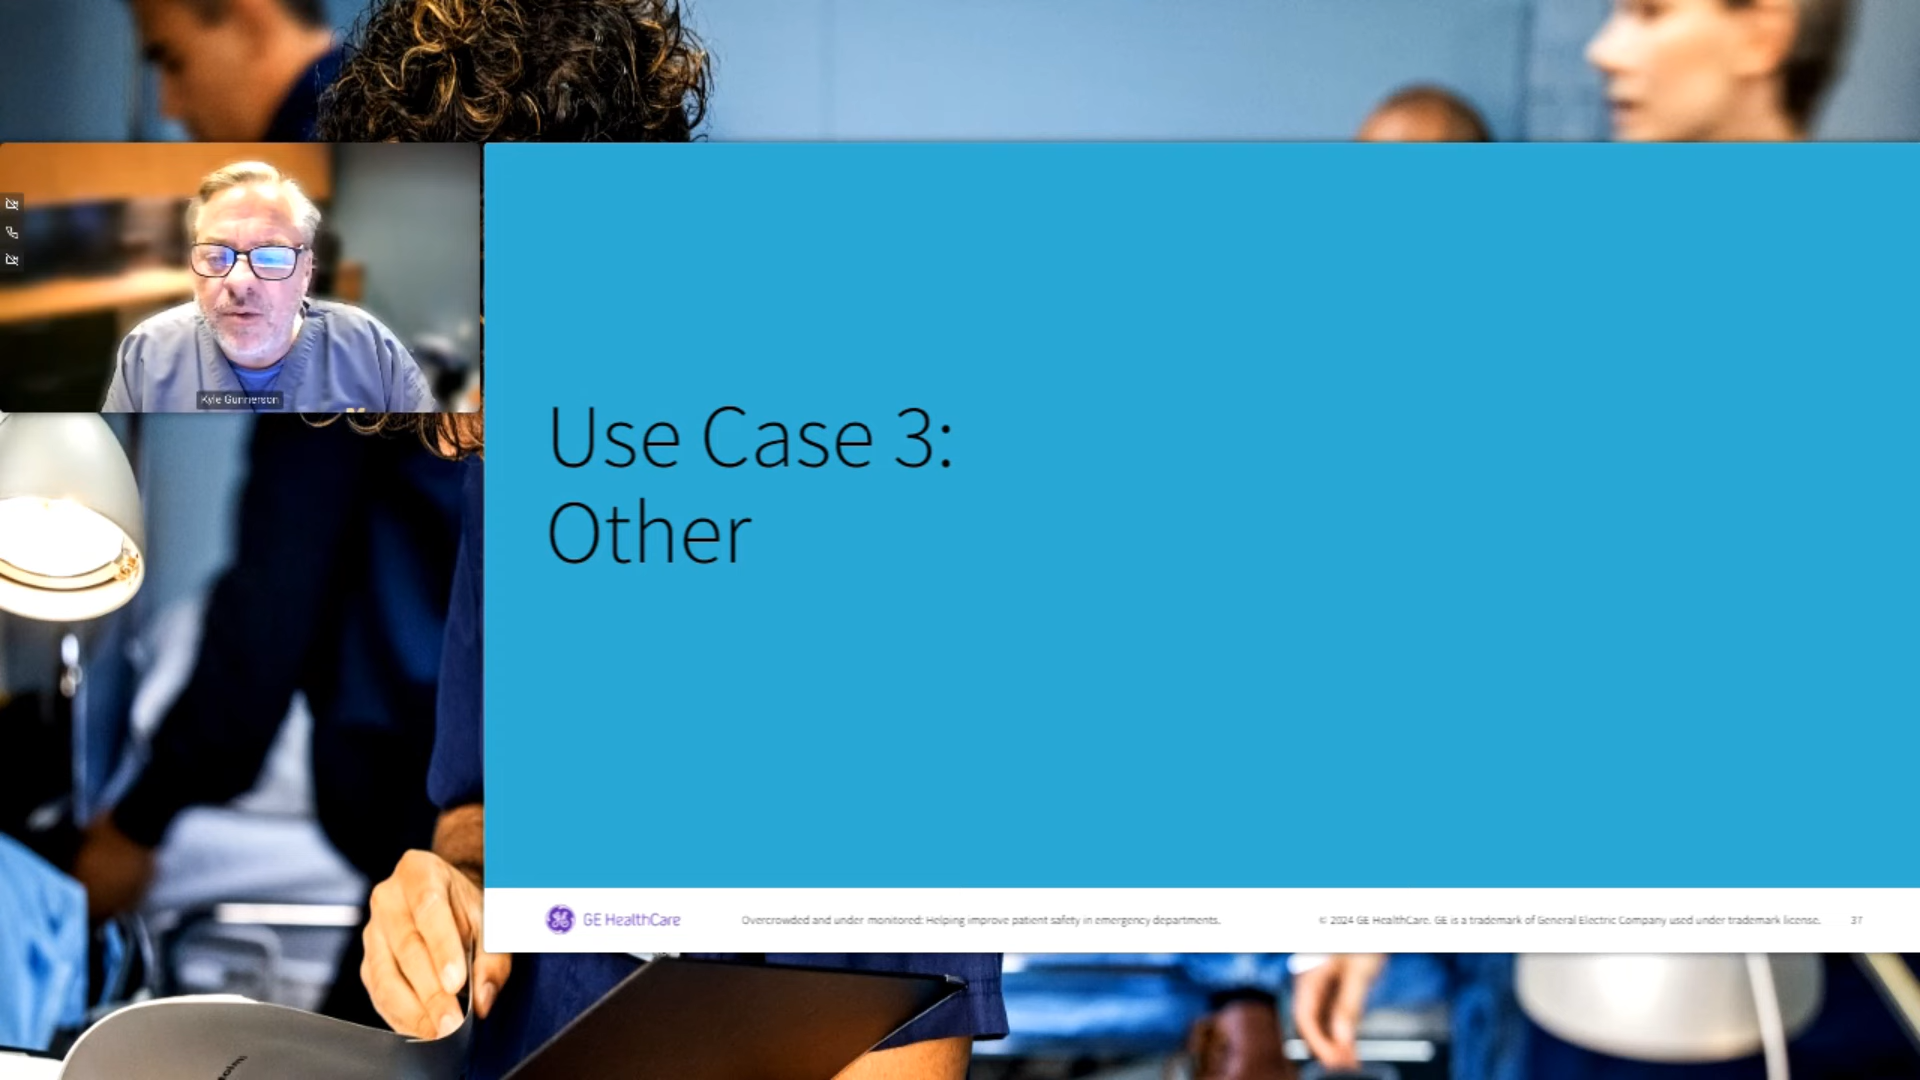 Kyle Gunnerson
Use Case 3:
Other
GE HealthCare
Overcrowded and under monitored: Helping improve patient safety in emergency departments.
© 2024 GE HealthCare. GE is a trademark of General Electric Company used under trademark license.
37